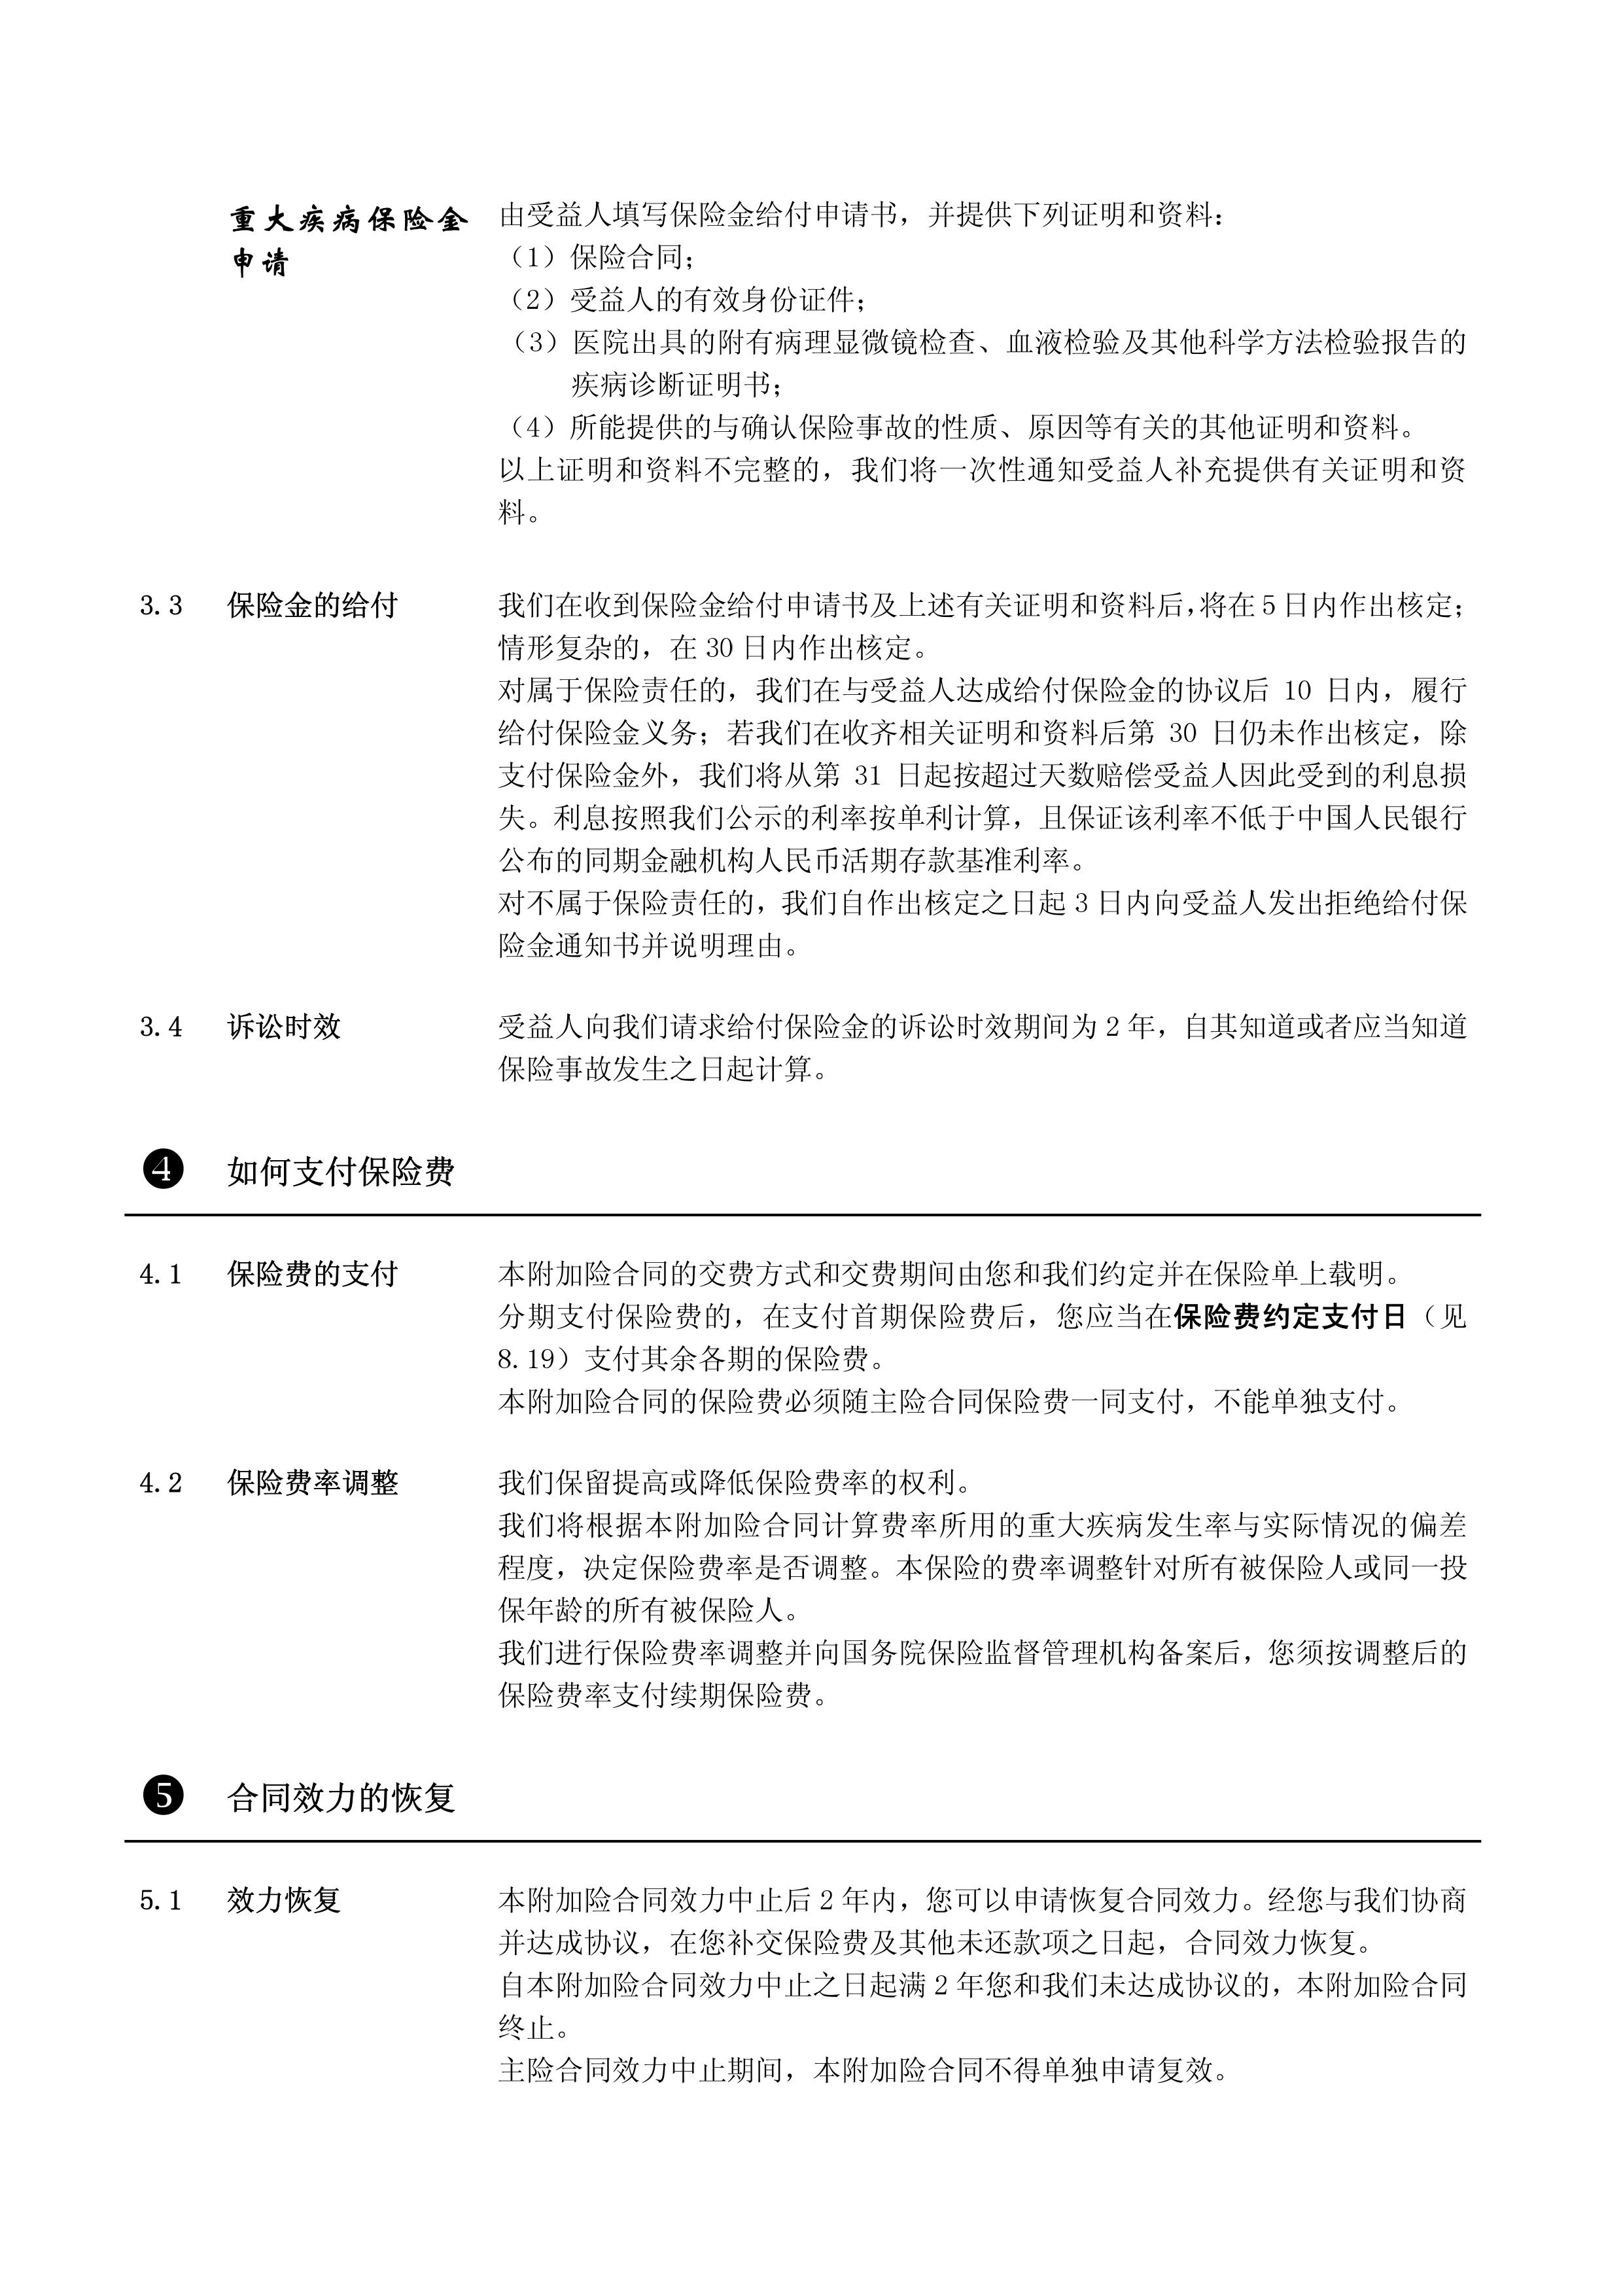 重大疾病保险金
申请
由受益人填写保险金给付申请书，并提供下列证明和资料：
（1）保险合同；
（2）受益人的有效身份证件；
（3）医院出具的附有病理显微镜检查、血液检验及其他科学方法检验报告的
疾病诊断证明书；
（4）所能提供的与确认保险事故的性质、原因等有关的其他证明和资料。
以上证明和资料不完整的，我们将一次性通知受益人补充提供有关证明和资
料。
3.3 保险金的给付 我们在收到保险金给付申请书及上述有关证明和资料后，将在 5 日内作出核定；
情形复杂的，在 30 日内作出核定。
对属于保险责任的，我们在与受益人达成给付保险金的协议后 10 日内，履行
给付保险金义务；若我们在收齐相关证明和资料后第 30 日仍未作出核定，除
支付保险金外，我们将从第 31 日起按超过天数赔偿受益人因此受到的利息损
失。利息按照我们公示的利率按单利计算，且保证该利率不低于中国人民银行
公布的同期金融机构人民币活期存款基准利率。
对不属于保险责任的，我们自作出核定之日起 3 日内向受益人发出拒绝给付保
险金通知书并说明理由。
3.4 诉讼时效 受益人向我们请求给付保险金的诉讼时效期间为 2 年，自其知道或者应当知道
保险事故发生之日起计算。
❹ 如何支付保险费
4.1 保险费的支付 本附加险合同的交费方式和交费期间由您和我们约定并在保险单上载明。
分期支付保险费的，在支付首期保险费后，您应当在保险费约定支付日（见
8.19）支付其余各期的保险费。
本附加险合同的保险费必须随主险合同保险费一同支付，不能单独支付。
4.2 保险费率调整 我们保留提高或降低保险费率的权利。
我们将根据本附加险合同计算费率所用的重大疾病发生率与实际情况的偏差
程度，决定保险费率是否调整。本保险的费率调整针对所有被保险人或同一投
保年龄的所有被保险人。
我们进行保险费率调整并向国务院保险监督管理机构备案后，您须按调整后的
保险费率支付续期保险费。
❺ 合同效力的恢复
5.1 效力恢复 本附加险合同效力中止后 2 年内，您可以申请恢复合同效力。经您与我们协商
并达成协议，在您补交保险费及其他未还款项之日起，合同效力恢复。
自本附加险合同效力中止之日起满 2 年您和我们未达成协议的，本附加险合同
终止。
主险合同效力中止期间，本附加险合同不得单独申请复效。